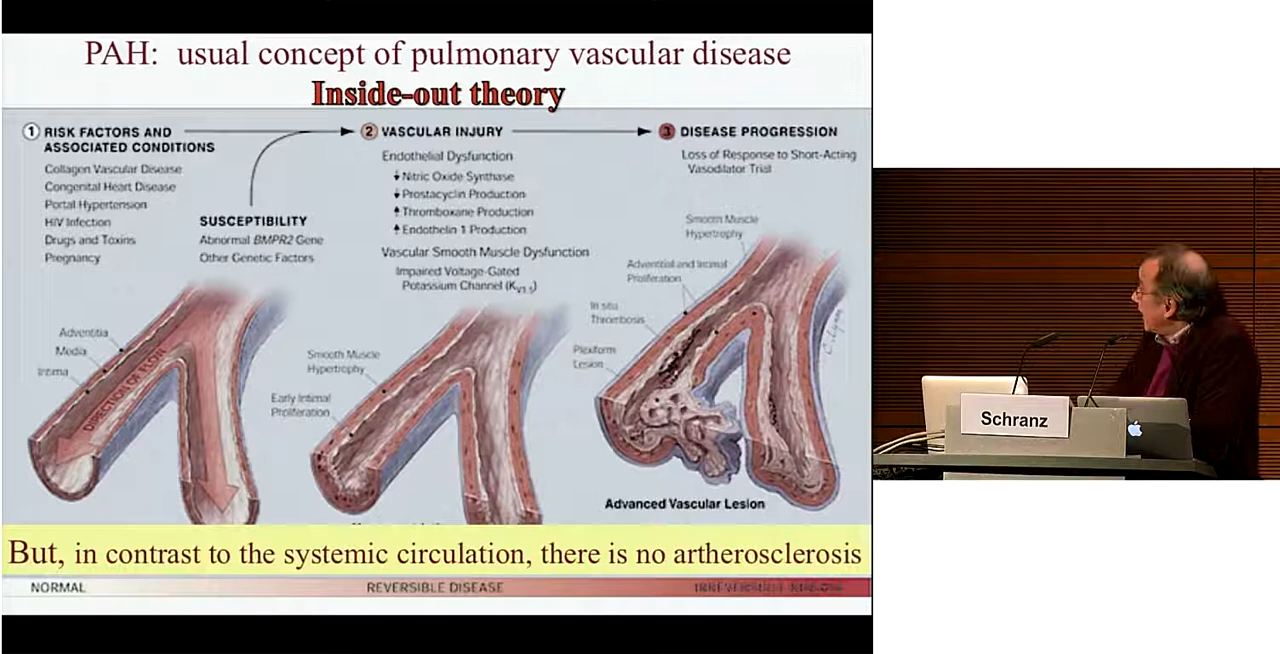 PAH: usual concept of pulmonary vascular disease
Inside-out theory
1 RISK FACTORS AND
ASSOCIATED CONDITIONS
Collagen Vascular Disease
Congenital Heart Disease
Portal Hypertension
HIV Infection
Drugs and Toxins
Pregnancy
SUSCEPTIBILITY
Abnormal BMPR2 Gene
Other Genetic Factors
2 VASCULAR INJURY
Endothelial Dysfunction
↓ Nitric Oxide Synthase
↓ Prostacyclin Production
↑ Thromboxane Production
↑ Endothelin 1 Production
Vascular Smooth Muscle Dysfunction
Impaired Voltage-Gated
Potassium Channel (KV1.5)
3 DISEASE PROGRESSION
Loss of Response to Short-Acting
Vasodilator Trial
Adventitia
Media
Intima
DIRECTION OF FLOW
Smooth Muscle
Hypertrophy
Early Intimal
Proliferation
Smooth Muscle
Hypertrophy
Adventitial and Intimal
Proliferation
In situ
Thrombosis
Plexiform
Lesion
Advanced Vascular Lesion
But, in contrast to the systemic circulation, there is no artherosclerosis
NORMAL
REVERSIBLE DISEASE
IRREVERSIBLE DISEASE
Schranz